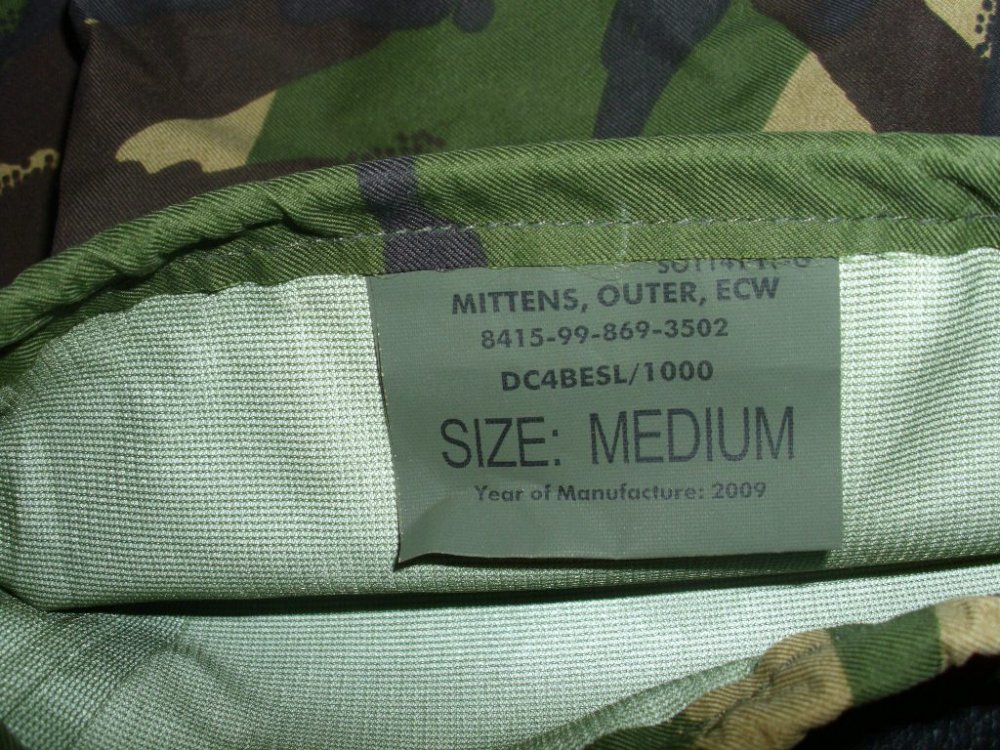 MITTENS, OUTER, ECW
8415-99-869-3502
DC4BESL/1000
SIZE: MEDIUM
Year of Manufacture: 2009